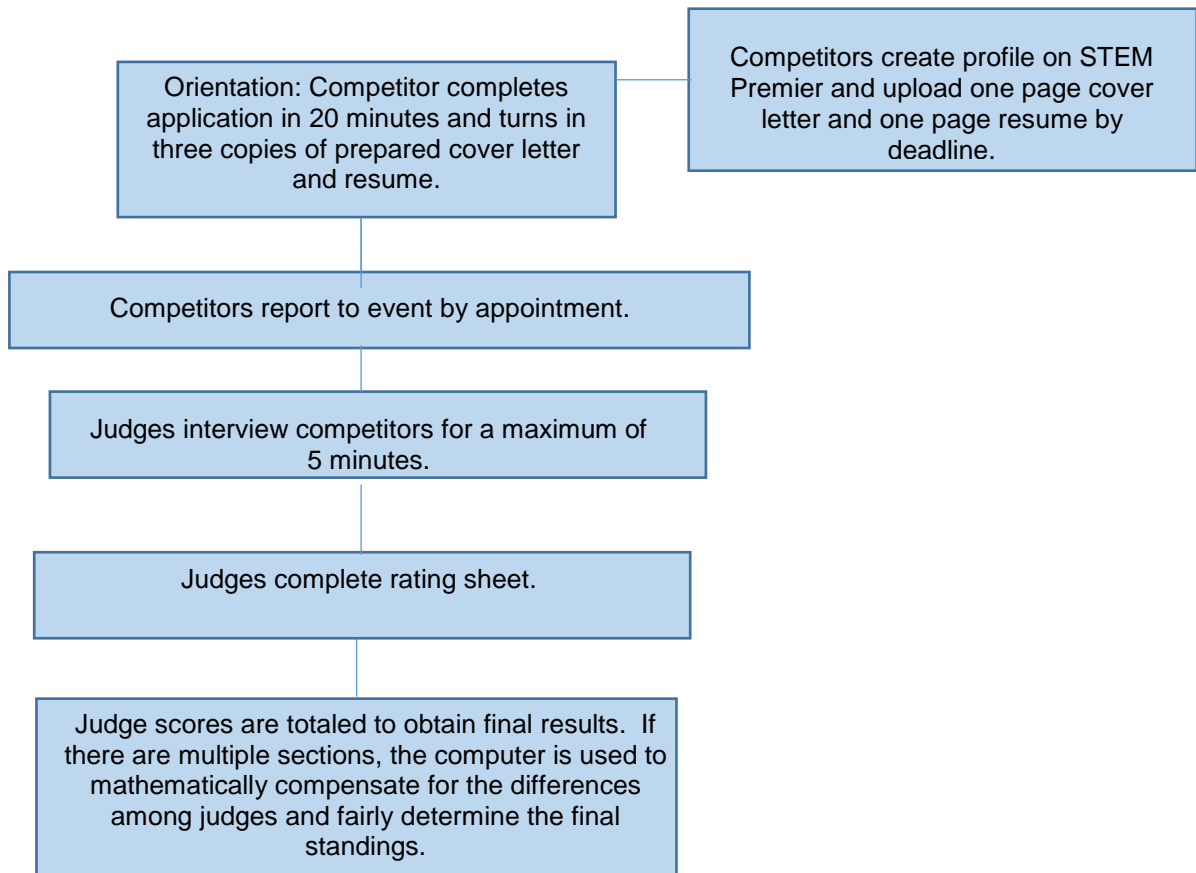 Orientation: Competitor completes
application in 20 minutes and turns in
three copies of prepared cover letter
and resume.
Competitors create profile on STEM
Premier and upload one page cover
letter and one page resume by
deadline.
Competitors report to event by appointment.
Judges interview competitors for a maximum of
5 minutes.
Judges complete rating sheet.
Judge scores are totaled to obtain final results.  If
there are multiple sections, the computer is used to
mathematically compensate for the differences
among judges and fairly determine the final
standings.